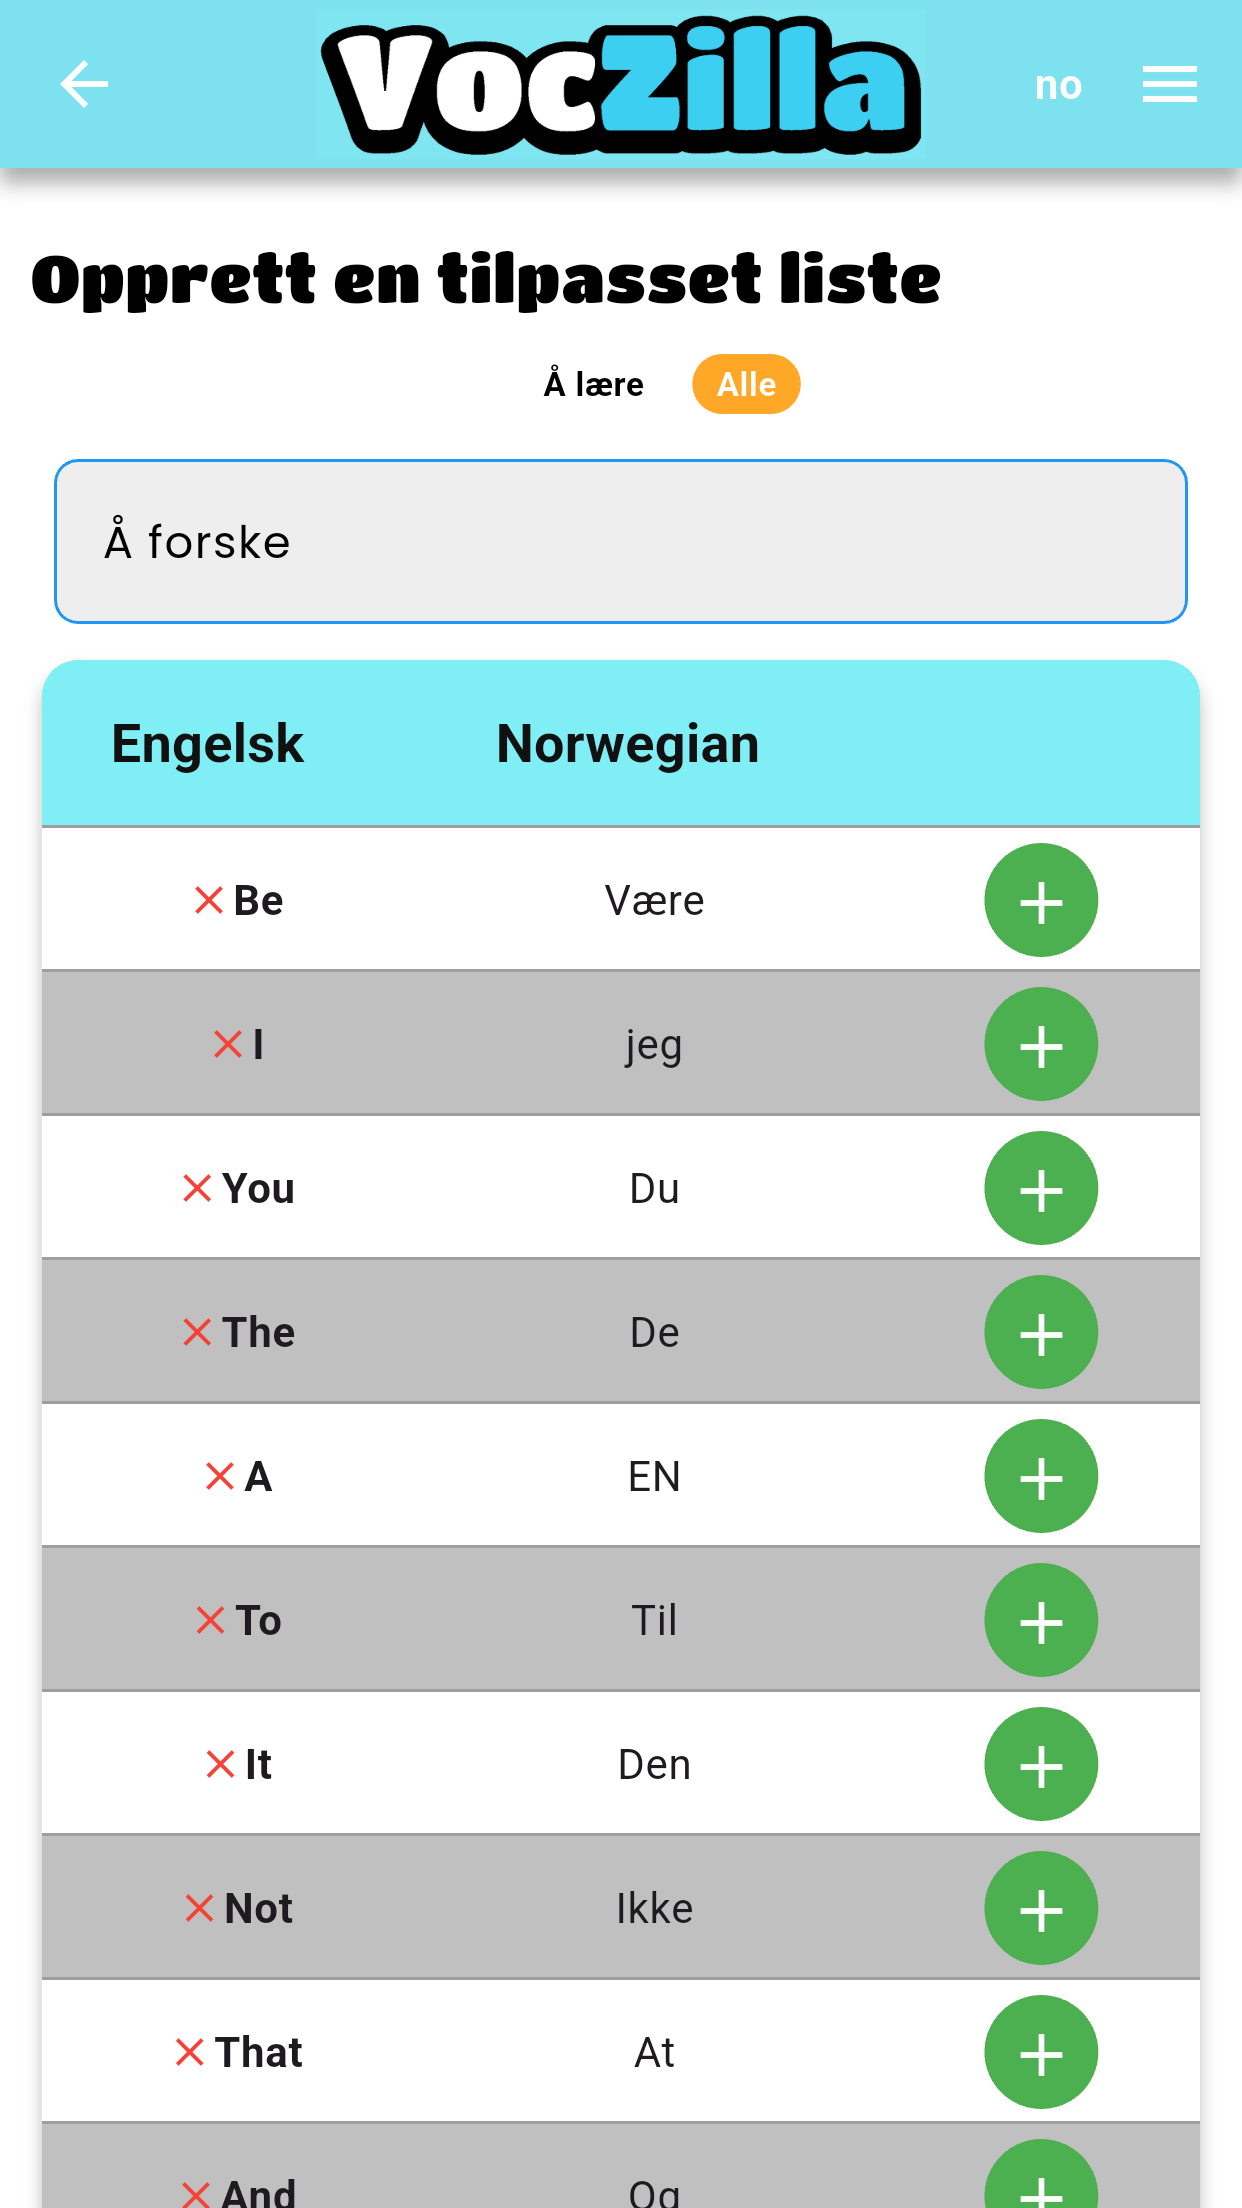 VocZilla
no
Opprett en tilpasset liste
Å lære Alle
Å forske
Engelsk Norwegian
Be Være
I jeg
You Du
The De
A EN
To Til
It Den
Not Ikke
That At
And Og